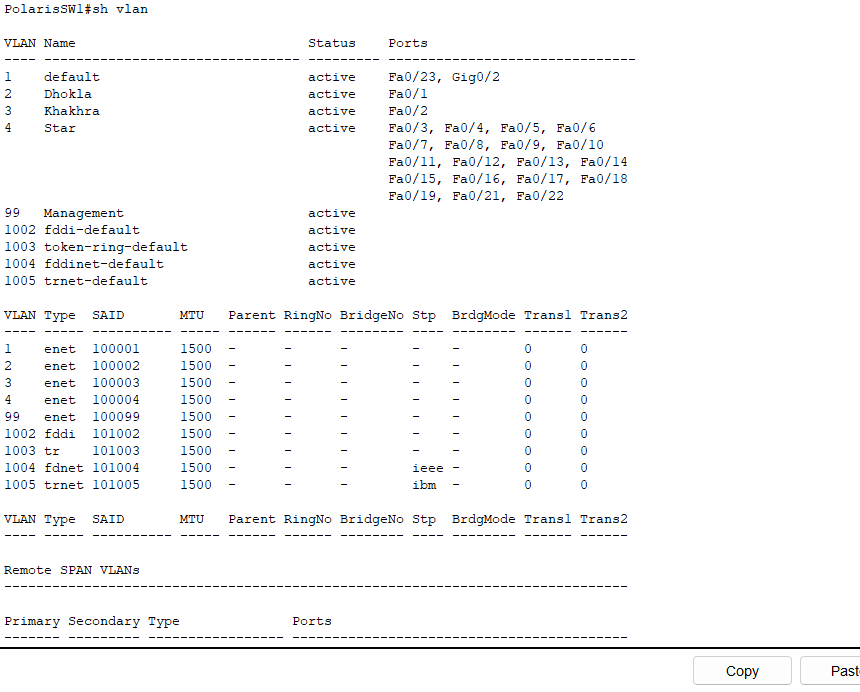 PolarisSW1#sh vlan
VLAN Name                             Status    Ports
---- -------------------------------- --------- -------------------------------
1    default                          active    Fa0/23, Gig0/2
2    Dhokla                           active    Fa0/1
3    Khakhra                          active    Fa0/2
4    Star                             active    Fa0/3, Fa0/4, Fa0/5, Fa0/6
                                                Fa0/7, Fa0/8, Fa0/9, Fa0/10
                                                Fa0/11, Fa0/12, Fa0/13, Fa0/14
                                                Fa0/15, Fa0/16, Fa0/17, Fa0/18
                                                Fa0/19, Fa0/21, Fa0/22
99   Management                       active
1002 fddi-default                     active
1003 token-ring-default               active
1004 fddinet-default                  active
1005 trnet-default                    active
VLAN Type  SAID       MTU   Parent RingNo BridgeNo Stp  BrdgMode Trans1 Trans2
---- ----- ---------- ----- ------ ------ -------- ---- -------- ------ ------
1    enet  100001     1500  -      -      -        -    -        0      0
2    enet  100002     1500  -      -      -        -    -        0      0
3    enet  100003     1500  -      -      -        -    -        0      0
4    enet  100004     1500  -      -      -        -    -        0      0
99   enet  100099     1500  -      -      -        -    -        0      0
1002 fddi  101002     1500  -      -      -        -    -        0      0
1003 tr    101003     1500  -      -      -        -    -        0      0
1004 fdnet 101004     1500  -      -      -        ieee -        0      0
1005 trnet 101005     1500  -      -      -        ibm  -        0      0
VLAN Type  SAID       MTU   Parent RingNo BridgeNo Stp  BrdgMode Trans1 Trans2
---- ----- ---------- ----- ------ ------ -------- ---- -------- ------ ------
Remote SPAN VLANs
------------------------------------------------------------------------------
Primary Secondary Type              Ports
------- --------- ----------------- ------------------------------------------
Copy Past